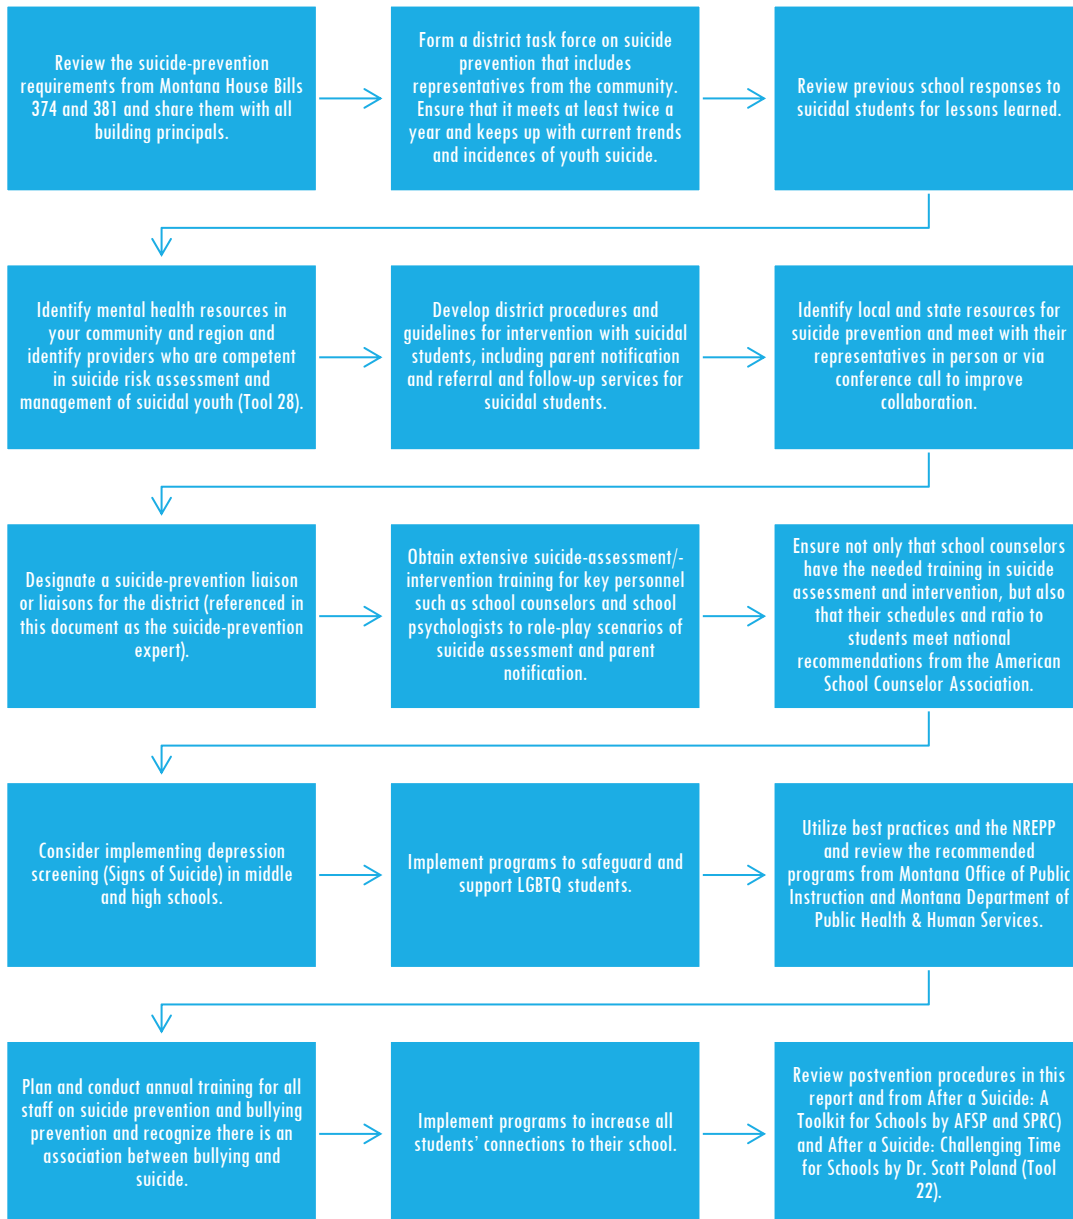 Review the suicide-prevention
requirements from Montana House Bills
374 and 381 and share them with all
building principals.
Form a district task force on suicide
prevention that includes
representatives from the community.
Ensure that it meets at least twice
a year and keeps up with current trends
and incidences of youth suicide.
Review previous school responses to
suicidal students for lessons learned.
Identify mental health resources in
your community and region and
identify providers who are competent
in suicide risk assessment and
management of suicidal youth (Tool 28).
Develop district procedures and
guidelines for intervention with suicidal
students, including parent notification
and referral and follow-up services for
suicidal students.
Identify local and state resources for
suicide prevention and meet with their
representatives in person or via
conference call to improve
collaboration.
Designate a suicide-prevention liaison
or liaisons for the district (referenced in
this document as the suicide-prevention
expert).
Obtain extensive suicide-assessment/-
intervention training for key personnel
such as school counselors and school
psychologists to role-play scenarios of
suicide assessment and parent
notification.
Ensure not only that school counselors
have the needed training in suicide
assessment and intervention, but also
that their schedules and ratio to
students meet national
recommendations from the American
School Counselor Association.
Consider implementing depression
screening (Signs of Suicide) in middle
and high schools.
Implement programs to safeguard and
support LGBTQ students.
Utilize best practices and the NREPP
and review the recommended
programs from Montana Office of Public
Instruction and Montana Department of
Public Health & Human Services.
Plan and conduct annual training for all
staff on suicide prevention and bullying
prevention and recognize there is an
association between bullying and
suicide.
Implement programs to increase all
students' connections to their school.
Review postvention procedures in this
report and from After a Suicide: A
Toolkit for Schools by AFSP and SPRC)
and After a Suicide: Challenging Time
for Schools by Dr. Scott Poland (Tool
22).